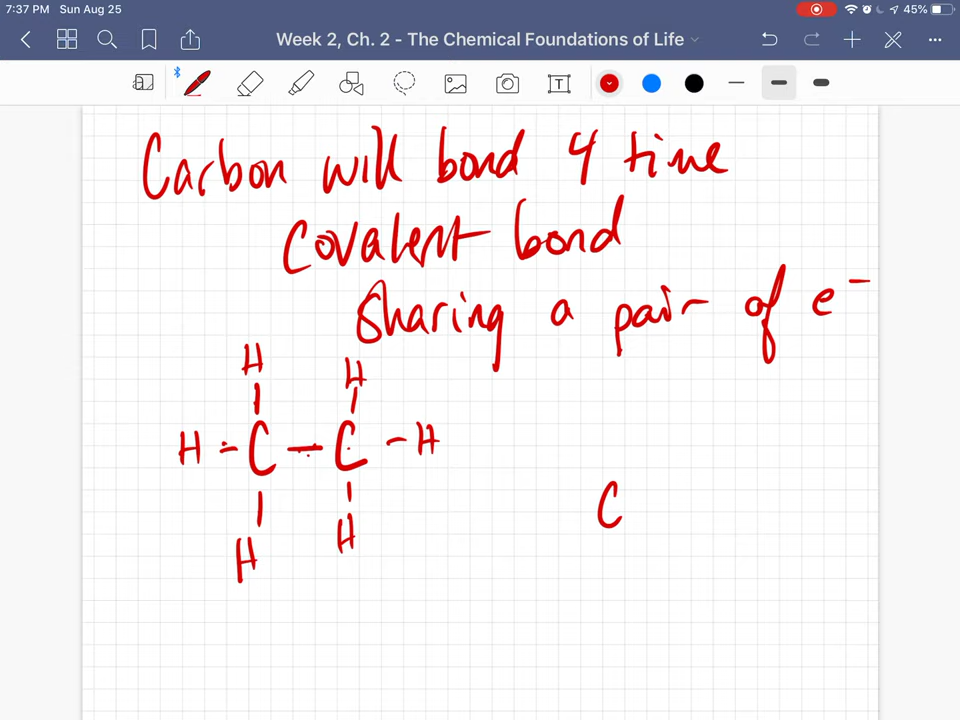 7:37 PM Sun Aug 25 45%
Week 2, Ch. 2 - The Chemical Foundations of Life
T
Carbon will bond 4 time
Covalent bond
Sharing a pair of e⁻
H H
H - C - C - H
C
H H